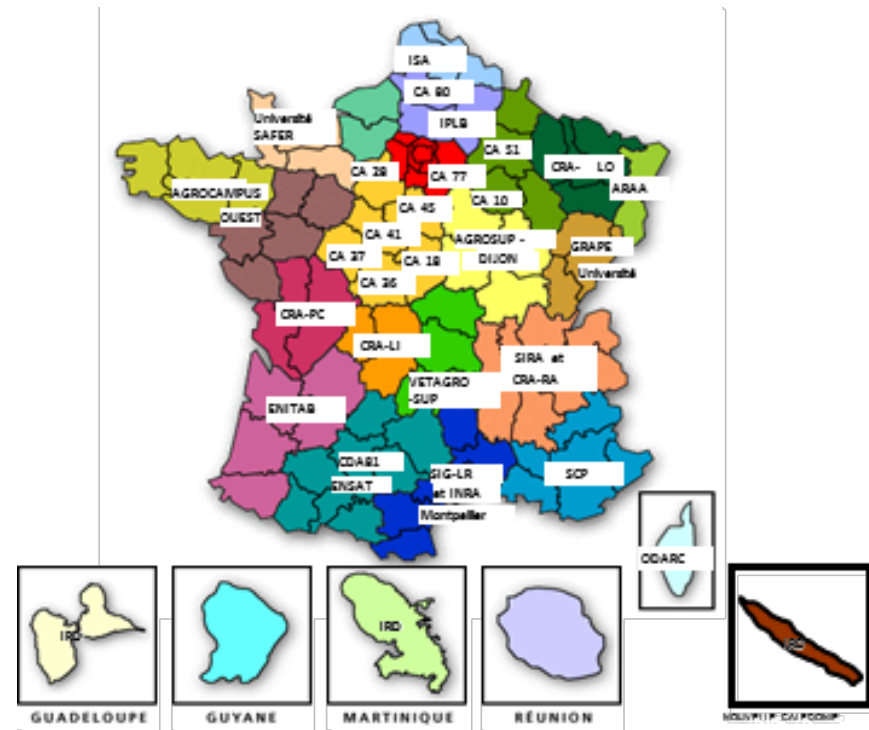 ISA
CA 80
IPLB
Université
SAFER
CA 51
CRA- LO
CA 28
CA 77
ARAA
AGROCAMPUS
CA 10
OUEST
CA 45
CA 41
AGROSUP -
DIJON
GRAPE
CA 37
CA 18
Université
CA 36
CRA-PC
CRA-LI
SIRA et
CRA-RA
VETAGRO
-SUP
ENITAB
CDA81
SIG-LR
SCP
ENSAT
et INRA
Montpellier
ODARC
IRD
IRD
IRD
GUADELOUPE
GUYANE
MARTINIQUE
RÉUNION
NOUVELLE-CALEDONIE